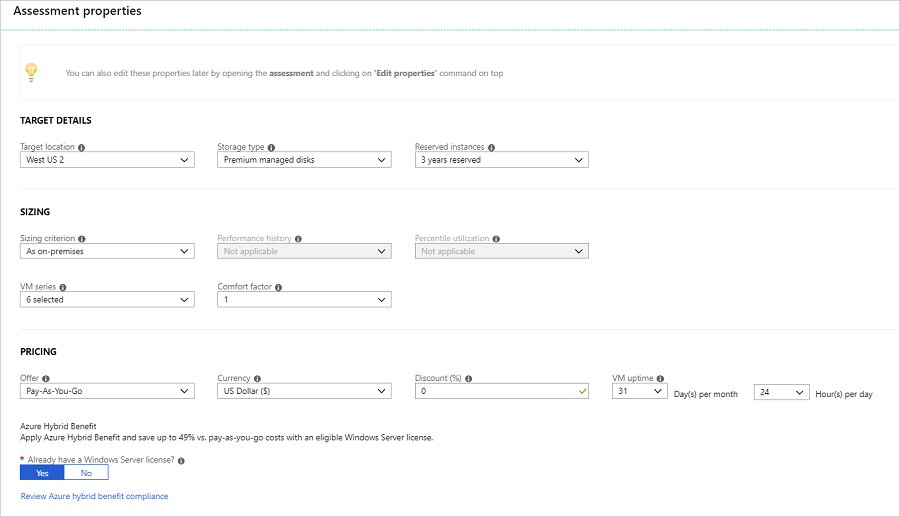 Assessment properties
You can also edit these properties later by opening the assessment and clicking on 'Edit properties' command on top
TARGET DETAILS
Target location Storage type Reserved instances
West US 2 Premium managed disks 3 years reserved
SIZING
Sizing criterion Performance history Percentile utilization
As on-premises Not applicable Not applicable
VM series Comfort factor
6 selected 1
PRICING
Offer Currency Discount (%) VM uptime
Pay-As-You-Go US Dollar ($) 0 31 Day(s) per month 24 Hour(s) per day
Azure Hybrid Benefit
Apply Azure Hybrid Benefit and save up to 49% vs. pay-as-you-go costs with an eligible Windows Server license.
* Already have a Windows Server license?
Yes No
Review Azure hybrid benefit compliance